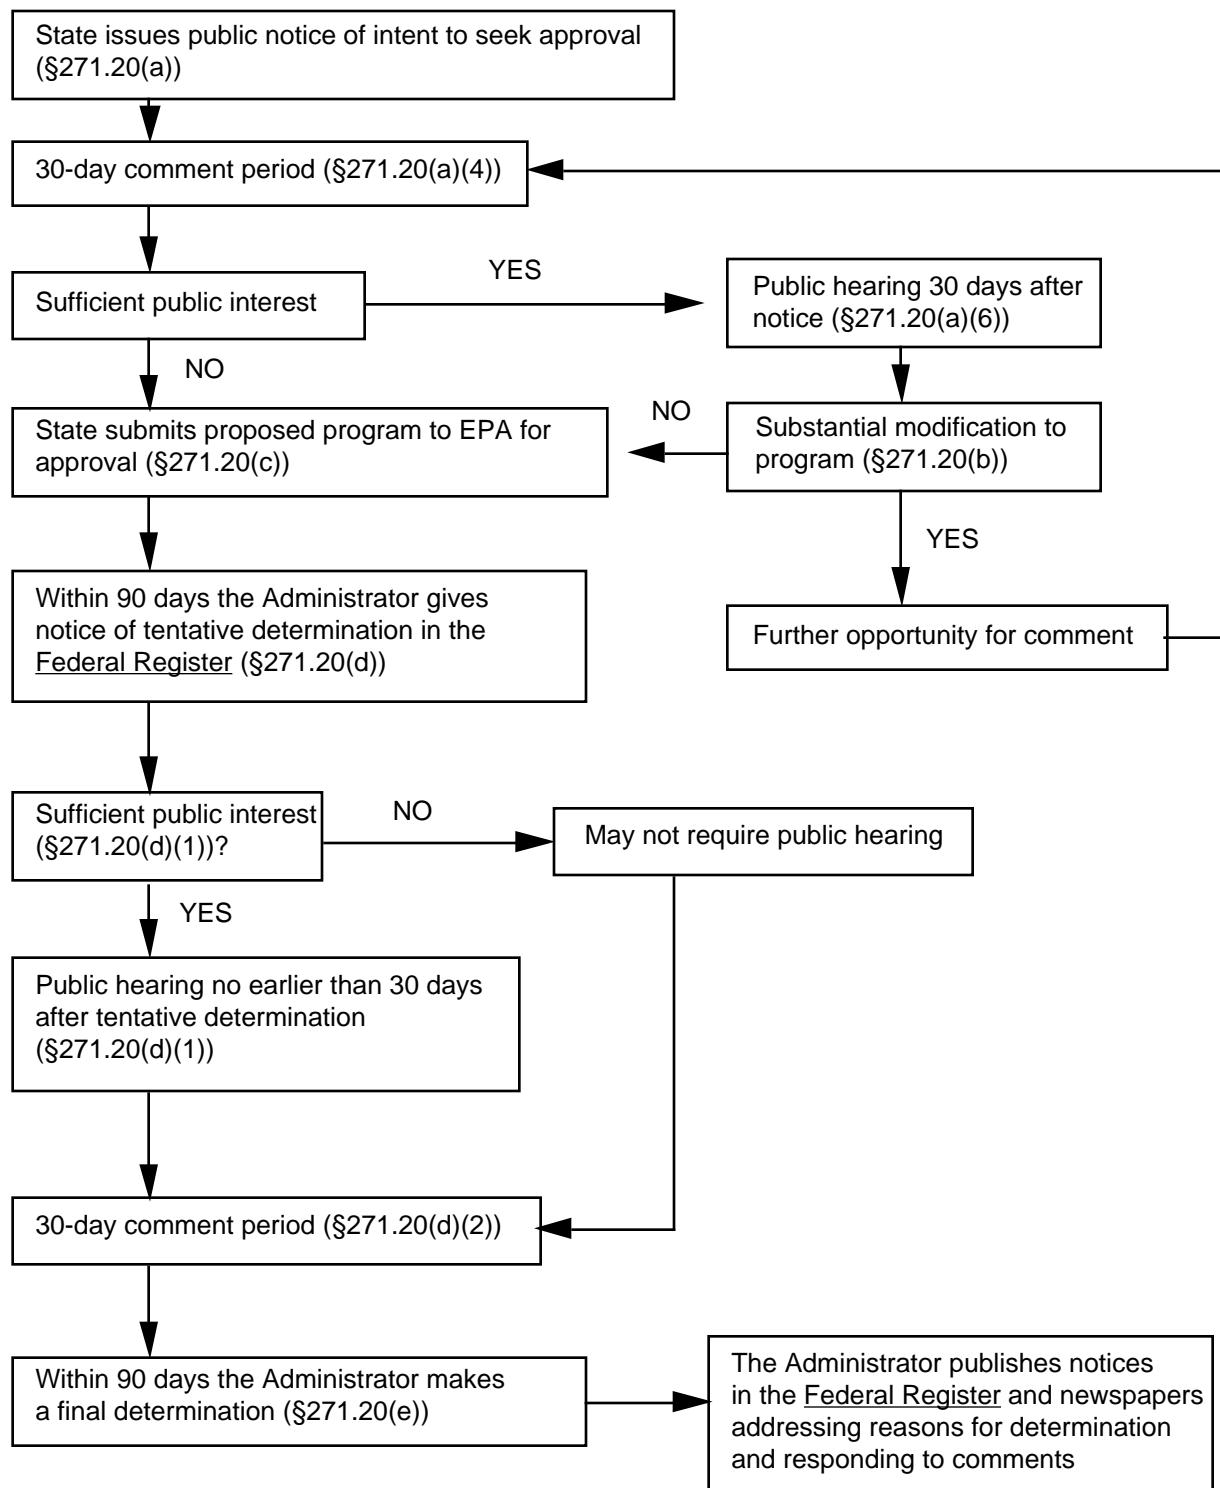 State issues public notice of intent to seek approval
(§271.20(a))
30-day comment period (§271.20(a)(4))
YES
Sufficient public interest
Public hearing 30 days after
notice (§271.20(a)(6))
NO
NO
State submits proposed program to EPA for
approval (§271.20(c))
Substantial modification to
program (§271.20(b))
YES
Within 90 days the Administrator gives
notice of tentative determination in the
Federal Register (§271.20(d))
Further opportunity for comment
Sufficient public interest
(§271.20(d)(1))?
NO
May not require public hearing
YES
Public hearing no earlier than 30 days
after tentative determination
(§271.20(d)(1))
30-day comment period (§271.20(d)(2))
Within 90 days the Administrator makes
a final determination (§271.20(e))
The Administrator publishes notices
in the Federal Register and newspapers
addressing reasons for determination
and responding to comments